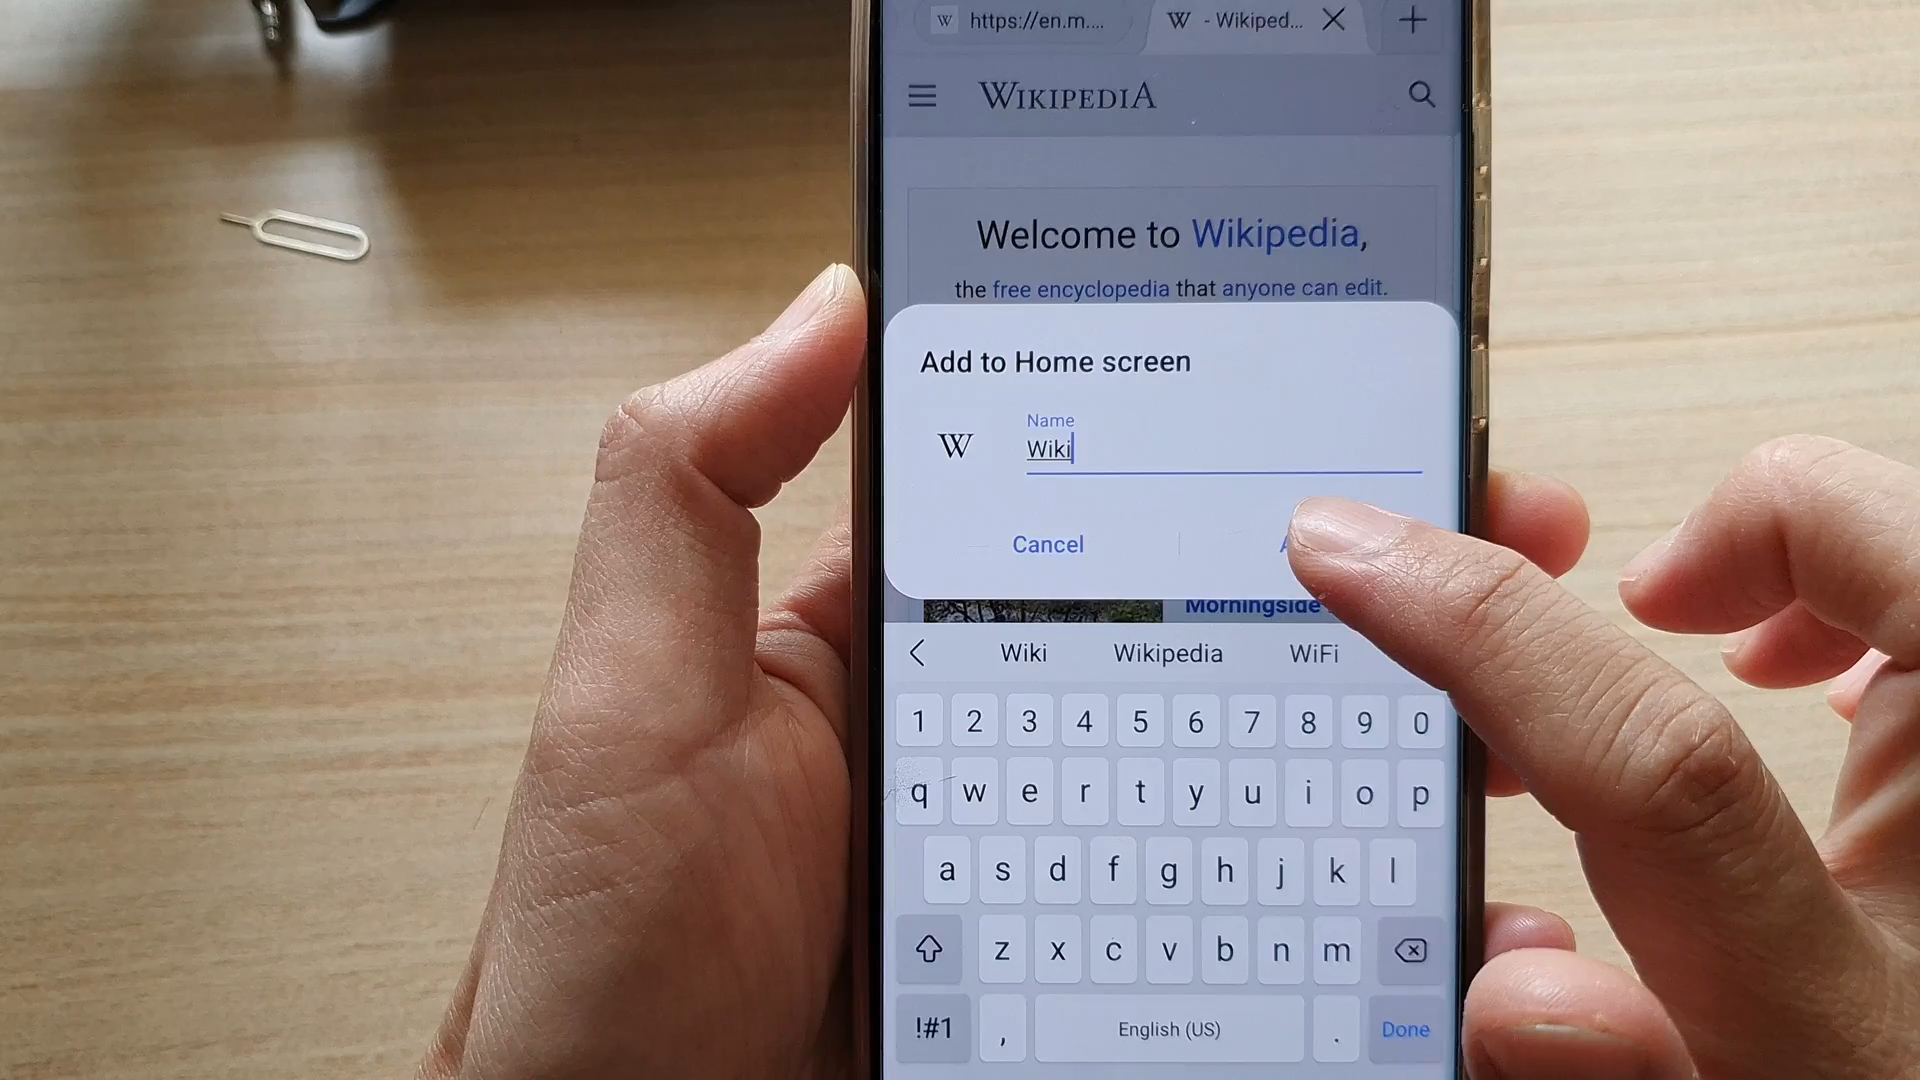 W https://en.m.... W - Wikiped...
WIKIPEDIA
Welcome to Wikipedia,
the free encyclopedia that anyone can edit.
Add to Home screen
Name
W Wiki
Cancel A
Morningside
Wiki Wikipedia WiFi
1 2 3 4 5 6 7 8 9 0
q w e r t y u i o p
a s d f g h j k l
z x c v b n m
!#1 , English (US) . Done